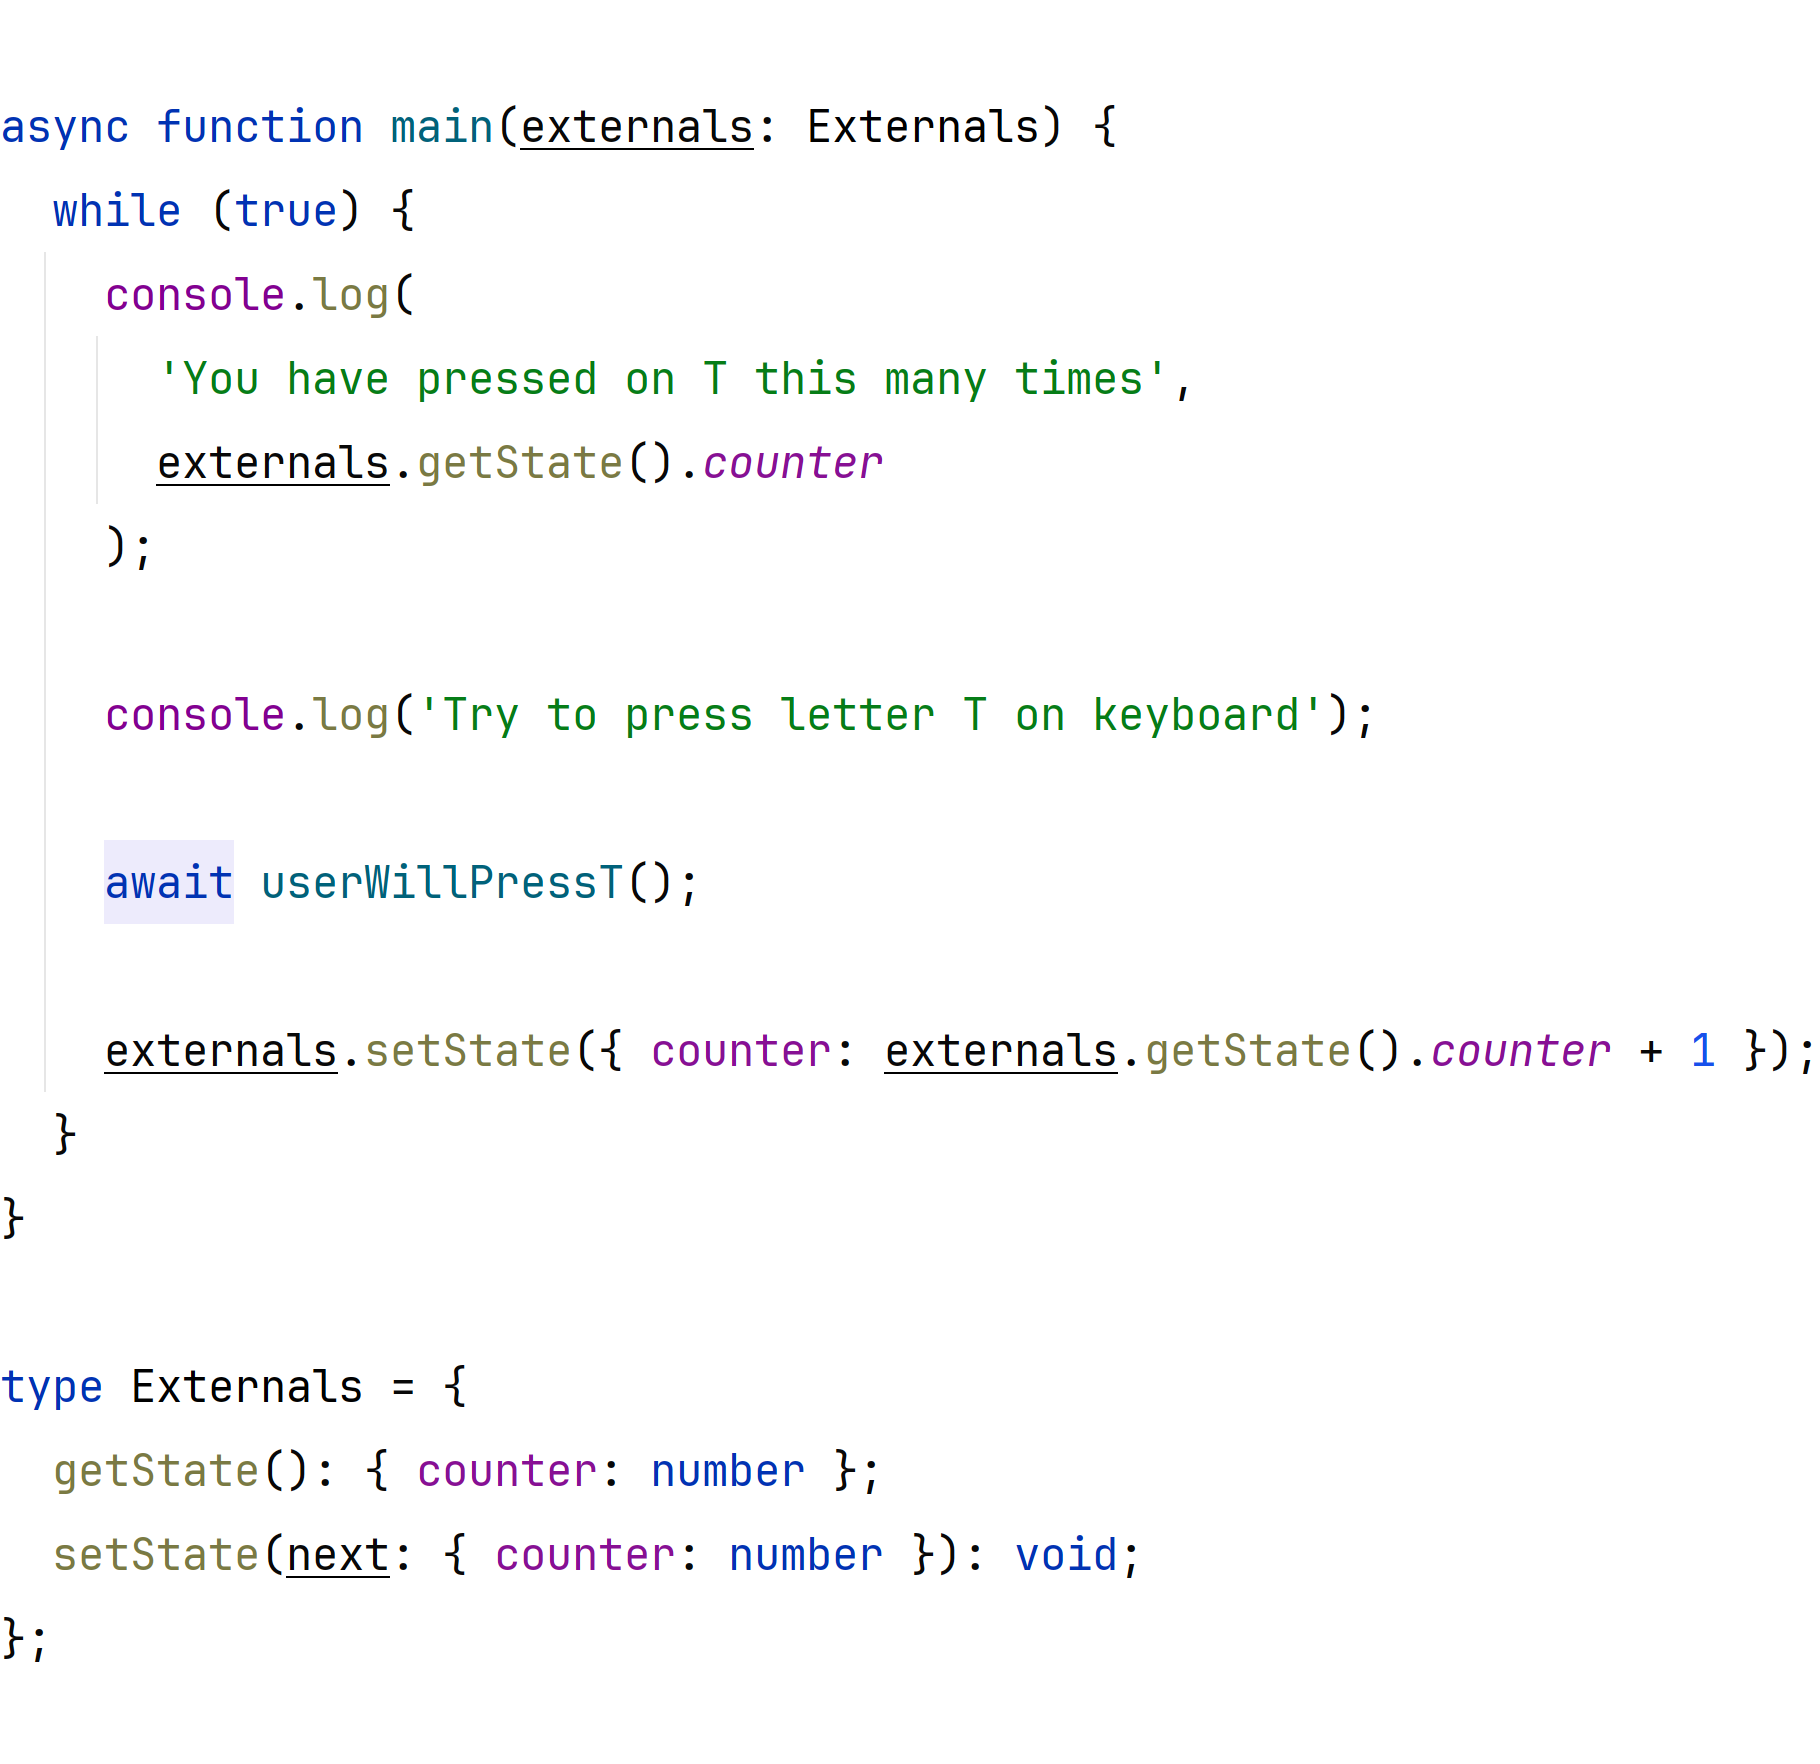 async function main(externals: Externals) {
  while (true) {
    console.log(
      'You have pressed on T this many times',
      externals.getState().counter
    );

    console.log('Try to press letter T on keyboard');

    await userWillPressT();

    externals.setState({ counter: externals.getState().counter + 1 });
  }
}

type Externals = {
  getState(): { counter: number };
  setState(next: { counter: number }): void;
};